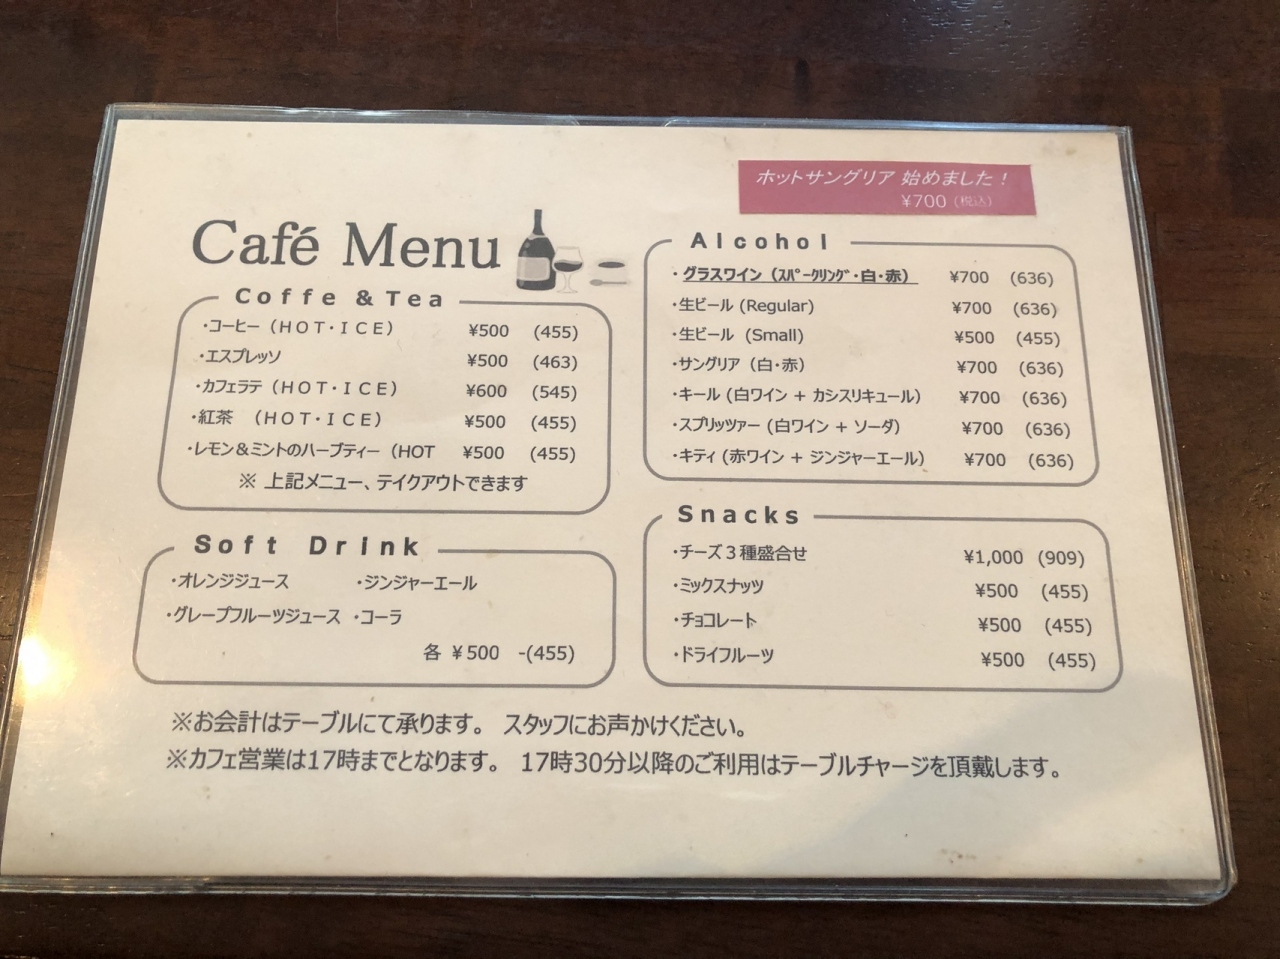 ホットサングリア 始めました！
¥700 (税込)
Café Menu
Coffe & Tea
・コーヒー（HOT・ICE） ¥500 (455)
・エスプレッソ ¥500 (463)
・カフェラテ（HOT・ICE） ¥600 (545)
・紅茶 （HOT・ICE） ¥500 (455)
・レモン＆ミントのハーブティー（HOT ¥500 (455)
※ 上記メニュー、テイクアウトできます
Soft Drink
・オレンジジュース ・ジンジャーエール
・グレープフルーツジュース ・コーラ
各 ¥500 -(455)
Alcohol
・グラスワイン（ｽﾊﾟｰｸﾘﾝｸﾞ・白・赤） ¥700 (636)
・生ビール (Regular) ¥700 (636)
・生ビール (Small) ¥500 (455)
・サングリア（白・赤） ¥700 (636)
・キール (白ワイン + カシスリキュール) ¥700 (636)
・スプリッツァー (白ワイン + ソーダ) ¥700 (636)
・キティ (赤ワイン + ジンジャーエール) ¥700 (636)
Snacks
・チーズ３種盛合せ ¥1,000 (909)
・ミックスナッツ ¥500 (455)
・チョコレート ¥500 (455)
・ドライフルーツ ¥500 (455)
※お会計はテーブルにて承ります。 スタッフにお声かけください。
※カフェ営業は17時までとなります。 17時30分以降のご利用はテーブルチャージを頂戴します。